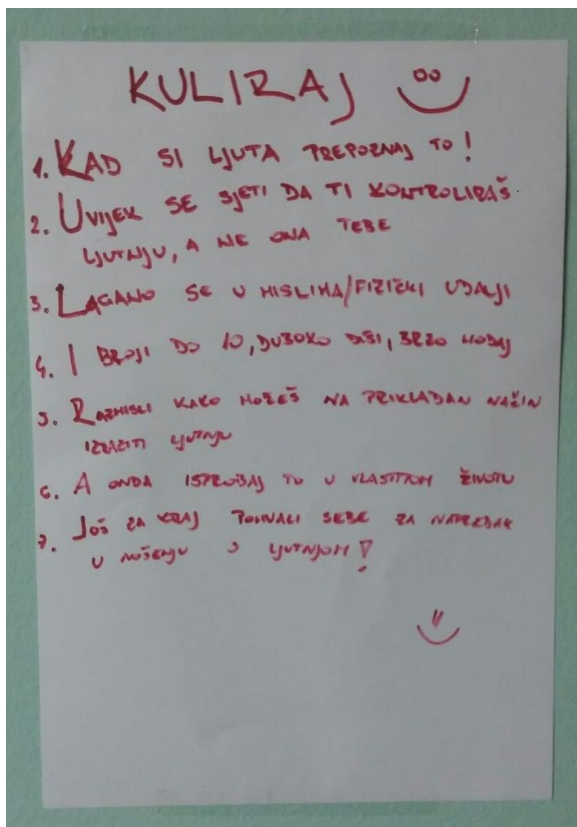 KULIRAJ
1. KAD SI LJUTA PREPOZNAJ TO!
2. UVIJEK SE SJETI DA TI KONTROLIRAŠ
LJUTNJU, A NE ONA TEBE
3. LAGANO SE U MISLIMA/FIZIČKI UDALJI
4. I BROJI DO 10, DUBOKO DIŠI, BRZO HODAJ
5. RAZMISLI KAKO MOŽEŠ NA PRIKLADAN NAČIN
IZRAZITI LJUTNJU
6. A ONDA ISPROBAJ TO U VLASTITOM ŽIVOTU
7. JOŠ ZA KRAJ POHVALI SEBE ZA NAPREDAK
U NOŠENJU S LJUTNJOM!